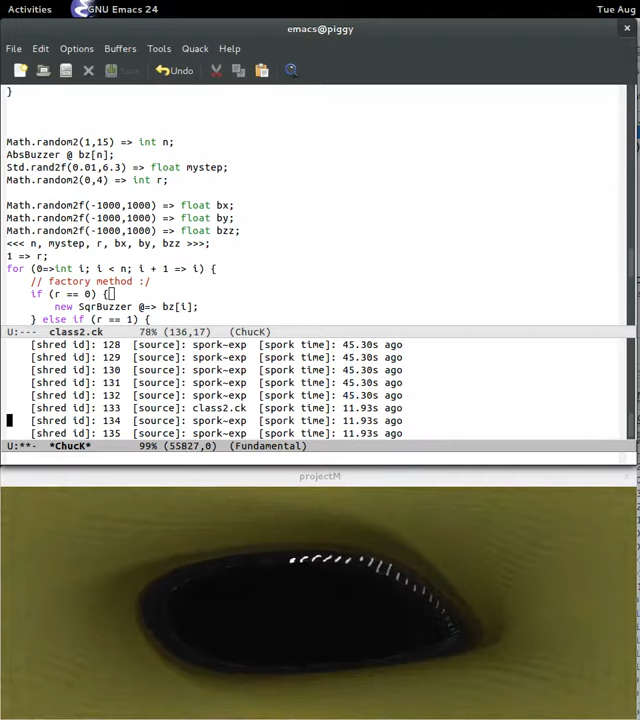 Activities GNU Emacs 24 Tue Aug
emacs@piggy
File Edit Options Buffers Tools Quack Help
Save Undo
}
Math.random2(1,15) => int n;
AbsBuzzer @ bz[n];
Std.rand2f(0.01,6.3) => float mystep;
Math.random2(0,4) => int r;
Math.random2f(-1000,1000) => float bx;
Math.random2f(-1000,1000) => float by;
Math.random2f(-1000,1000) => float bzz;
<<< n, mystep, r, bx, by, bzz >>>;
1 => r;
for (0=>int i; i < n; i + 1 => i) {
// factory method :/
if (r == 0) {
new SqrBuzzer @=> bz[i];
} else if (r == 1) {
U:--- class2.ck 78% (136,17) (ChucK)
[shred id]: 128 [source]: spork~exp [spork time]: 45.30s ago
[shred id]: 129 [source]: spork~exp [spork time]: 45.30s ago
[shred id]: 130 [source]: spork~exp [spork time]: 45.30s ago
[shred id]: 131 [source]: spork~exp [spork time]: 45.30s ago
[shred id]: 132 [source]: spork~exp [spork time]: 45.30s ago
[shred id]: 133 [source]: class2.ck [spork time]: 11.93s ago
[shred id]: 134 [source]: spork~exp [spork time]: 11.93s ago
[shred id]: 135 [source]: spork~exp [spork time]: 11.93s ago
U:**- *ChucK* 99% (55827,0) (Fundamental)
projectM